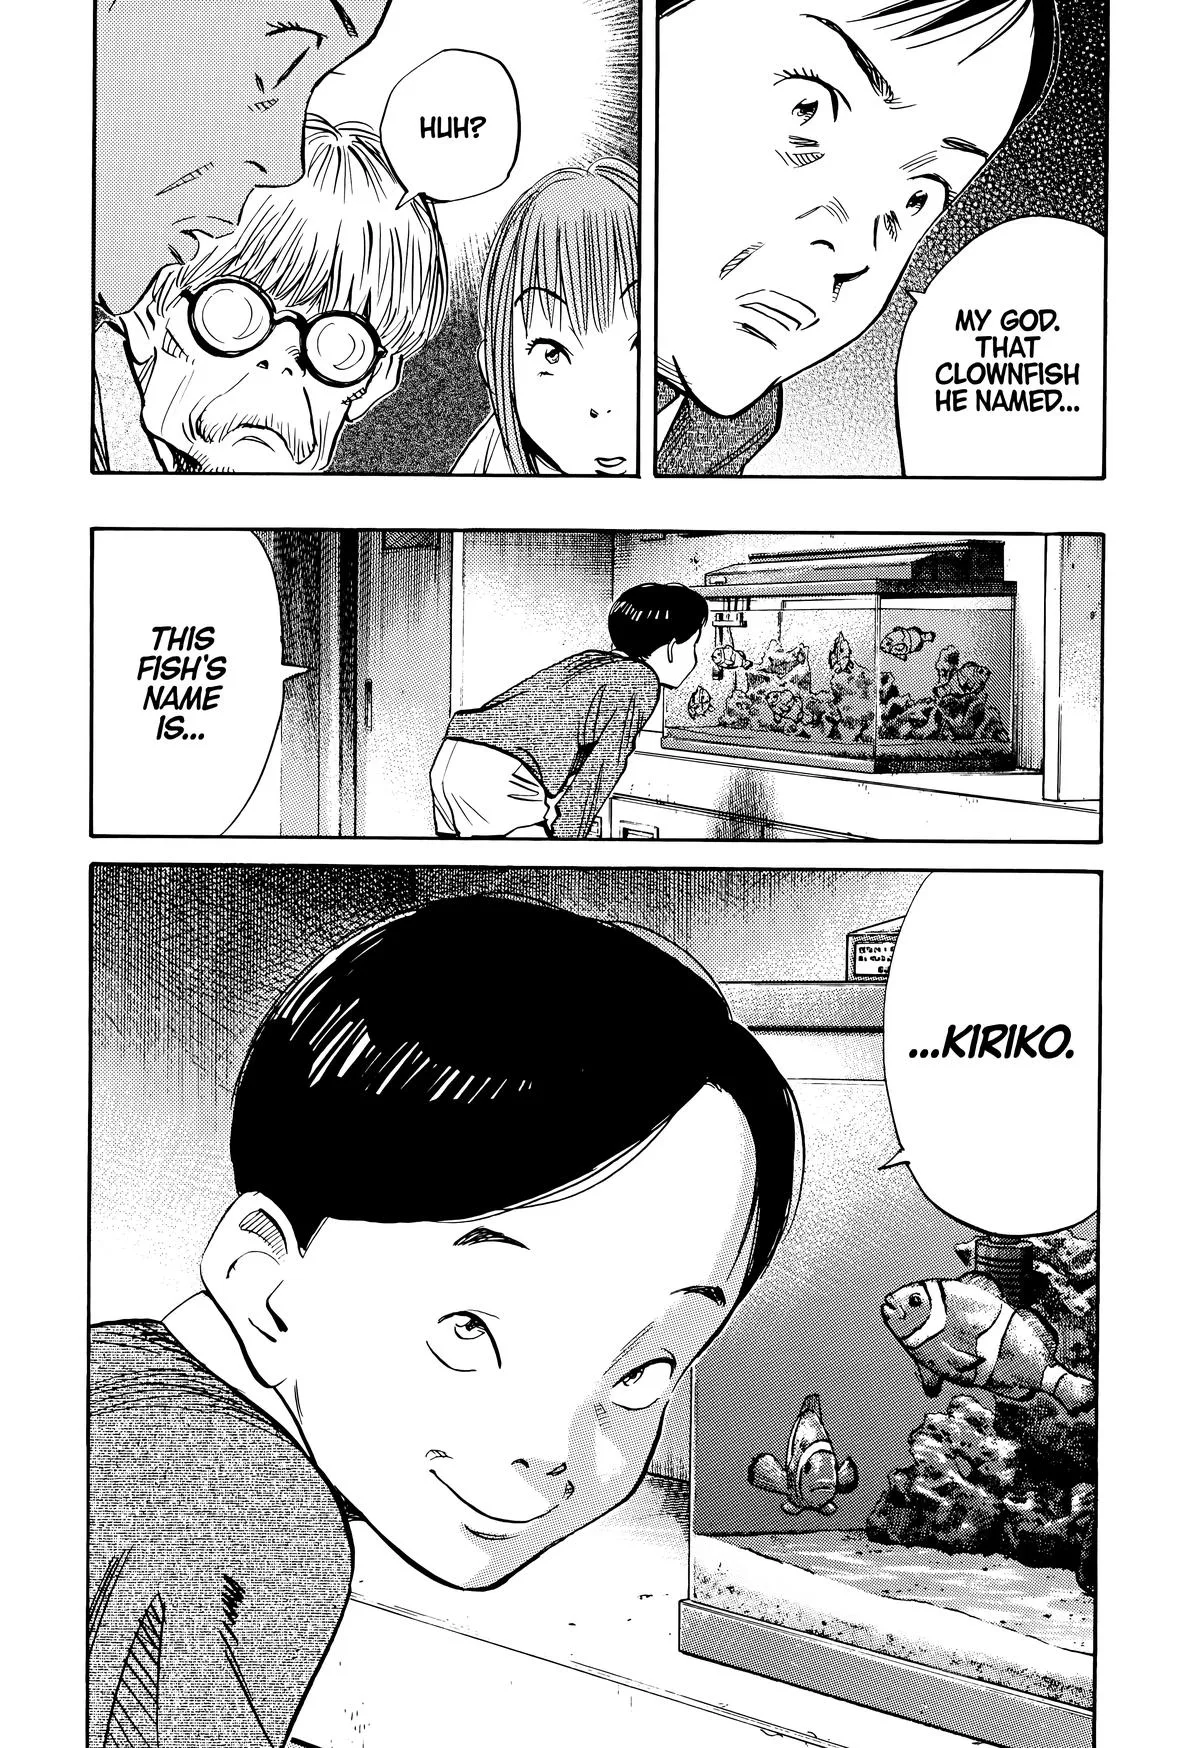 MY GOD.
THAT
CLOWNFISH
HE NAMED...
HUH?
THIS
FISH'S
NAME
IS...
...KIRIKO.